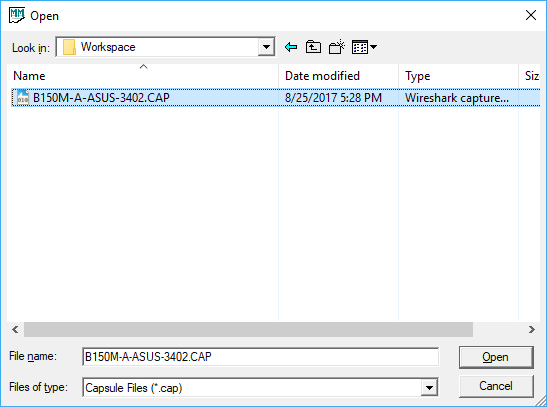 MM Open
Look in: Workspace
Name Date modified Type Siz
B150M-A-ASUS-3402.CAP 8/25/2017 5:28 PM Wireshark capture...
File name: B150M-A-ASUS-3402.CAP Open
Files of type: Capsule Files (*.cap) Cancel